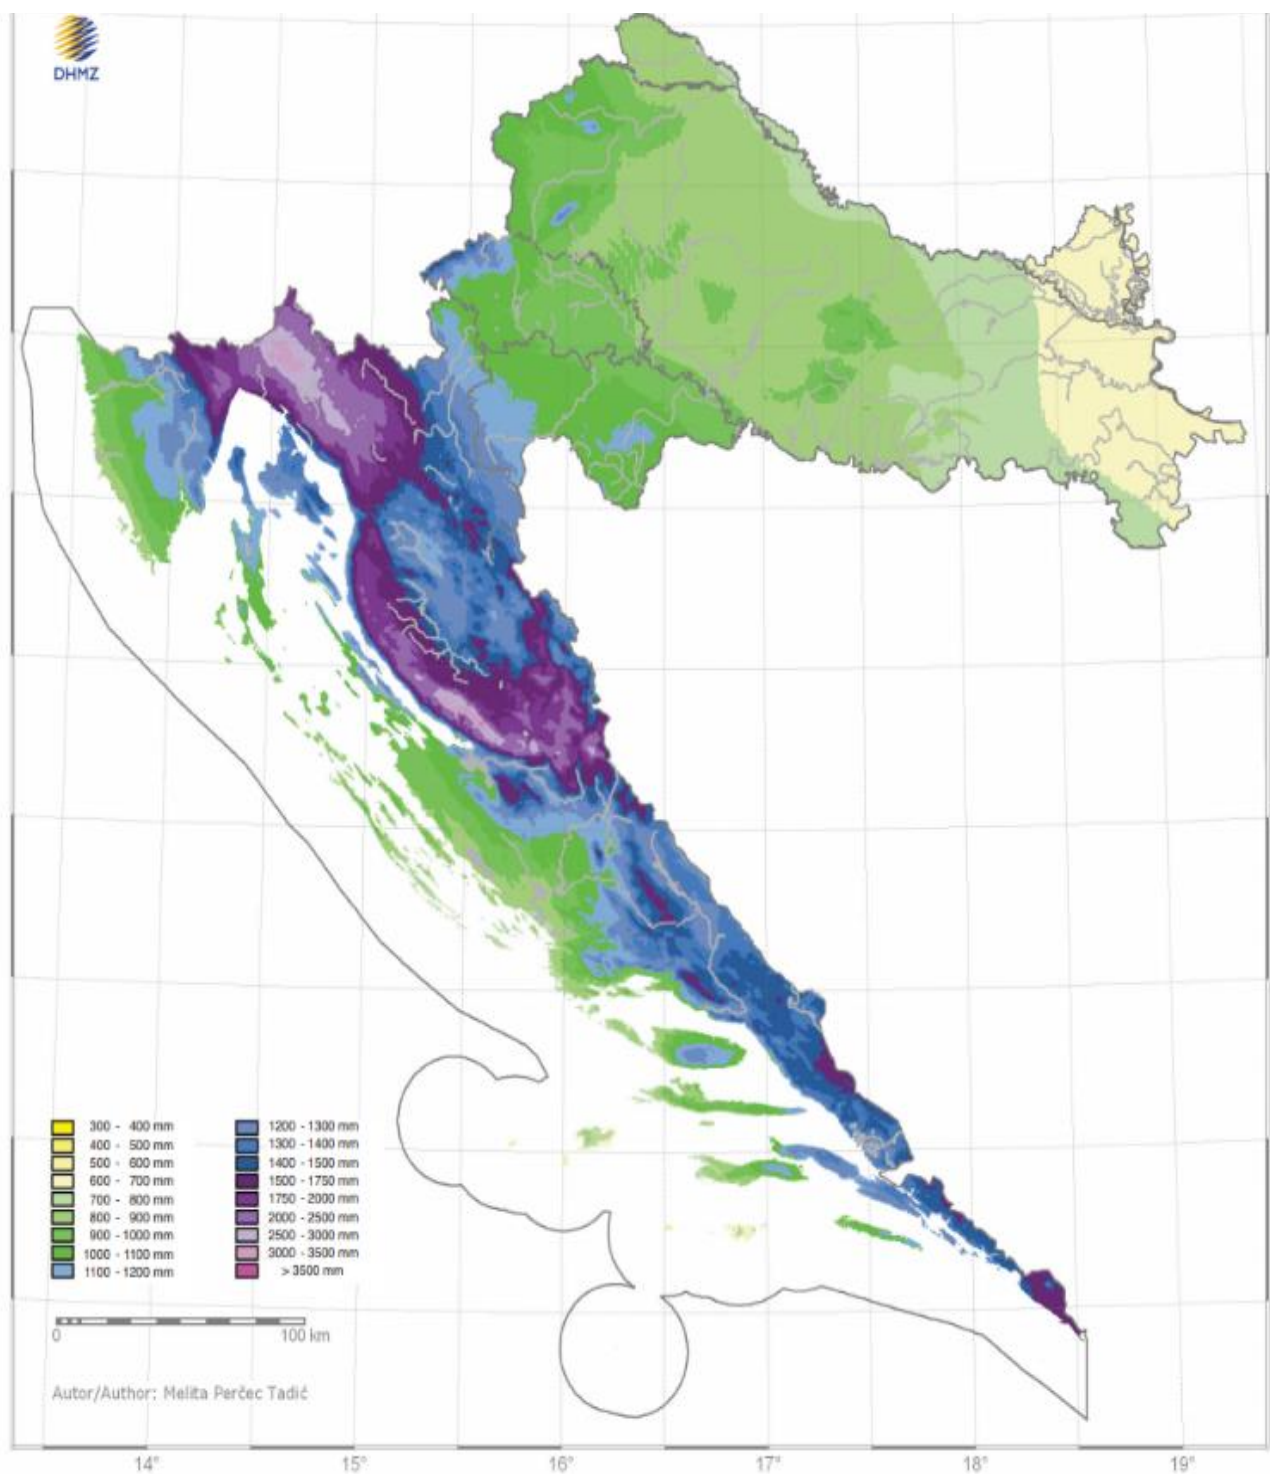 DHMZ
300 - 400 mm
400 - 500 mm
500 - 600 mm
600 - 700 mm
700 - 800 mm
800 - 900 mm
900 - 1000 mm
1000 - 1100 mm
1100 - 1200 mm
1200 - 1300 mm
1300 - 1400 mm
1400 - 1500 mm
1500 - 1750 mm
1750 - 2000 mm
2000 - 2500 mm
2500 - 3000 mm
3000 - 3500 mm
> 3500 mm
0 100 km
Autor/Author: Melita Perčec Tadić
14° 15° 16° 17° 18° 19°